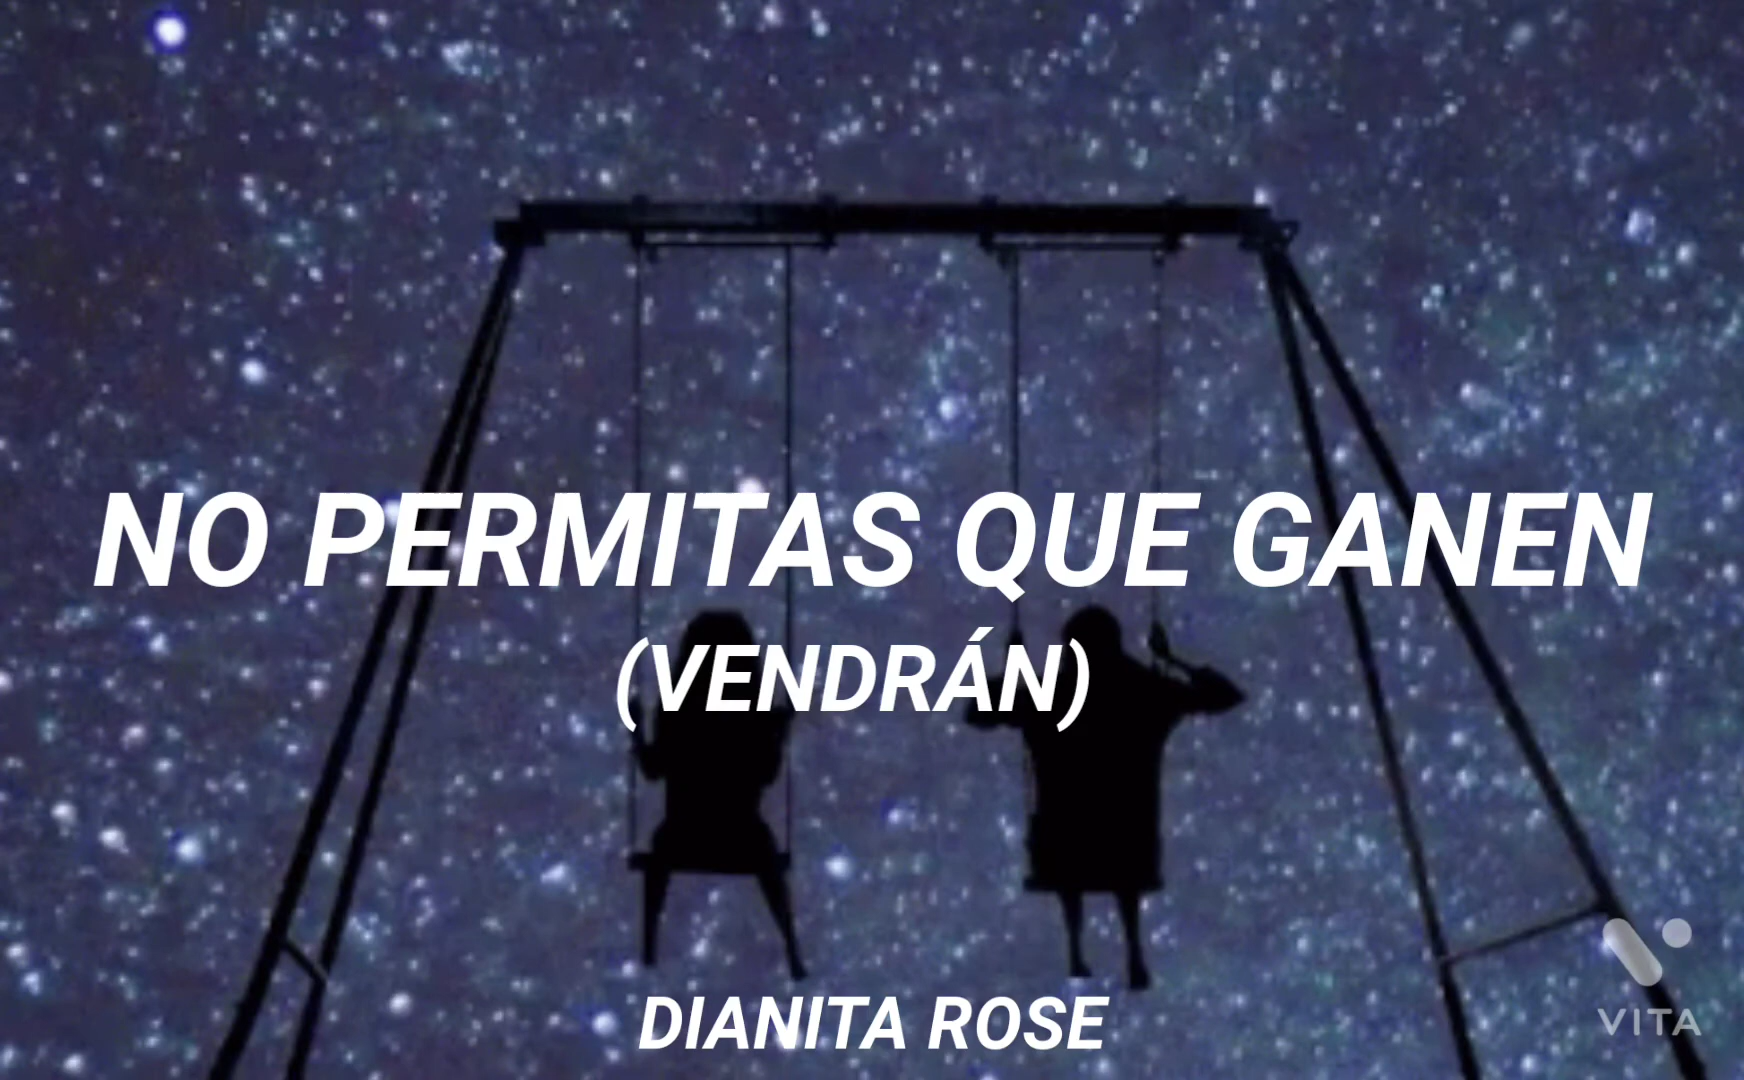 NO PERMITAS QUE GANEN
(VENDRÁN)
DIANITA ROSE
VITA